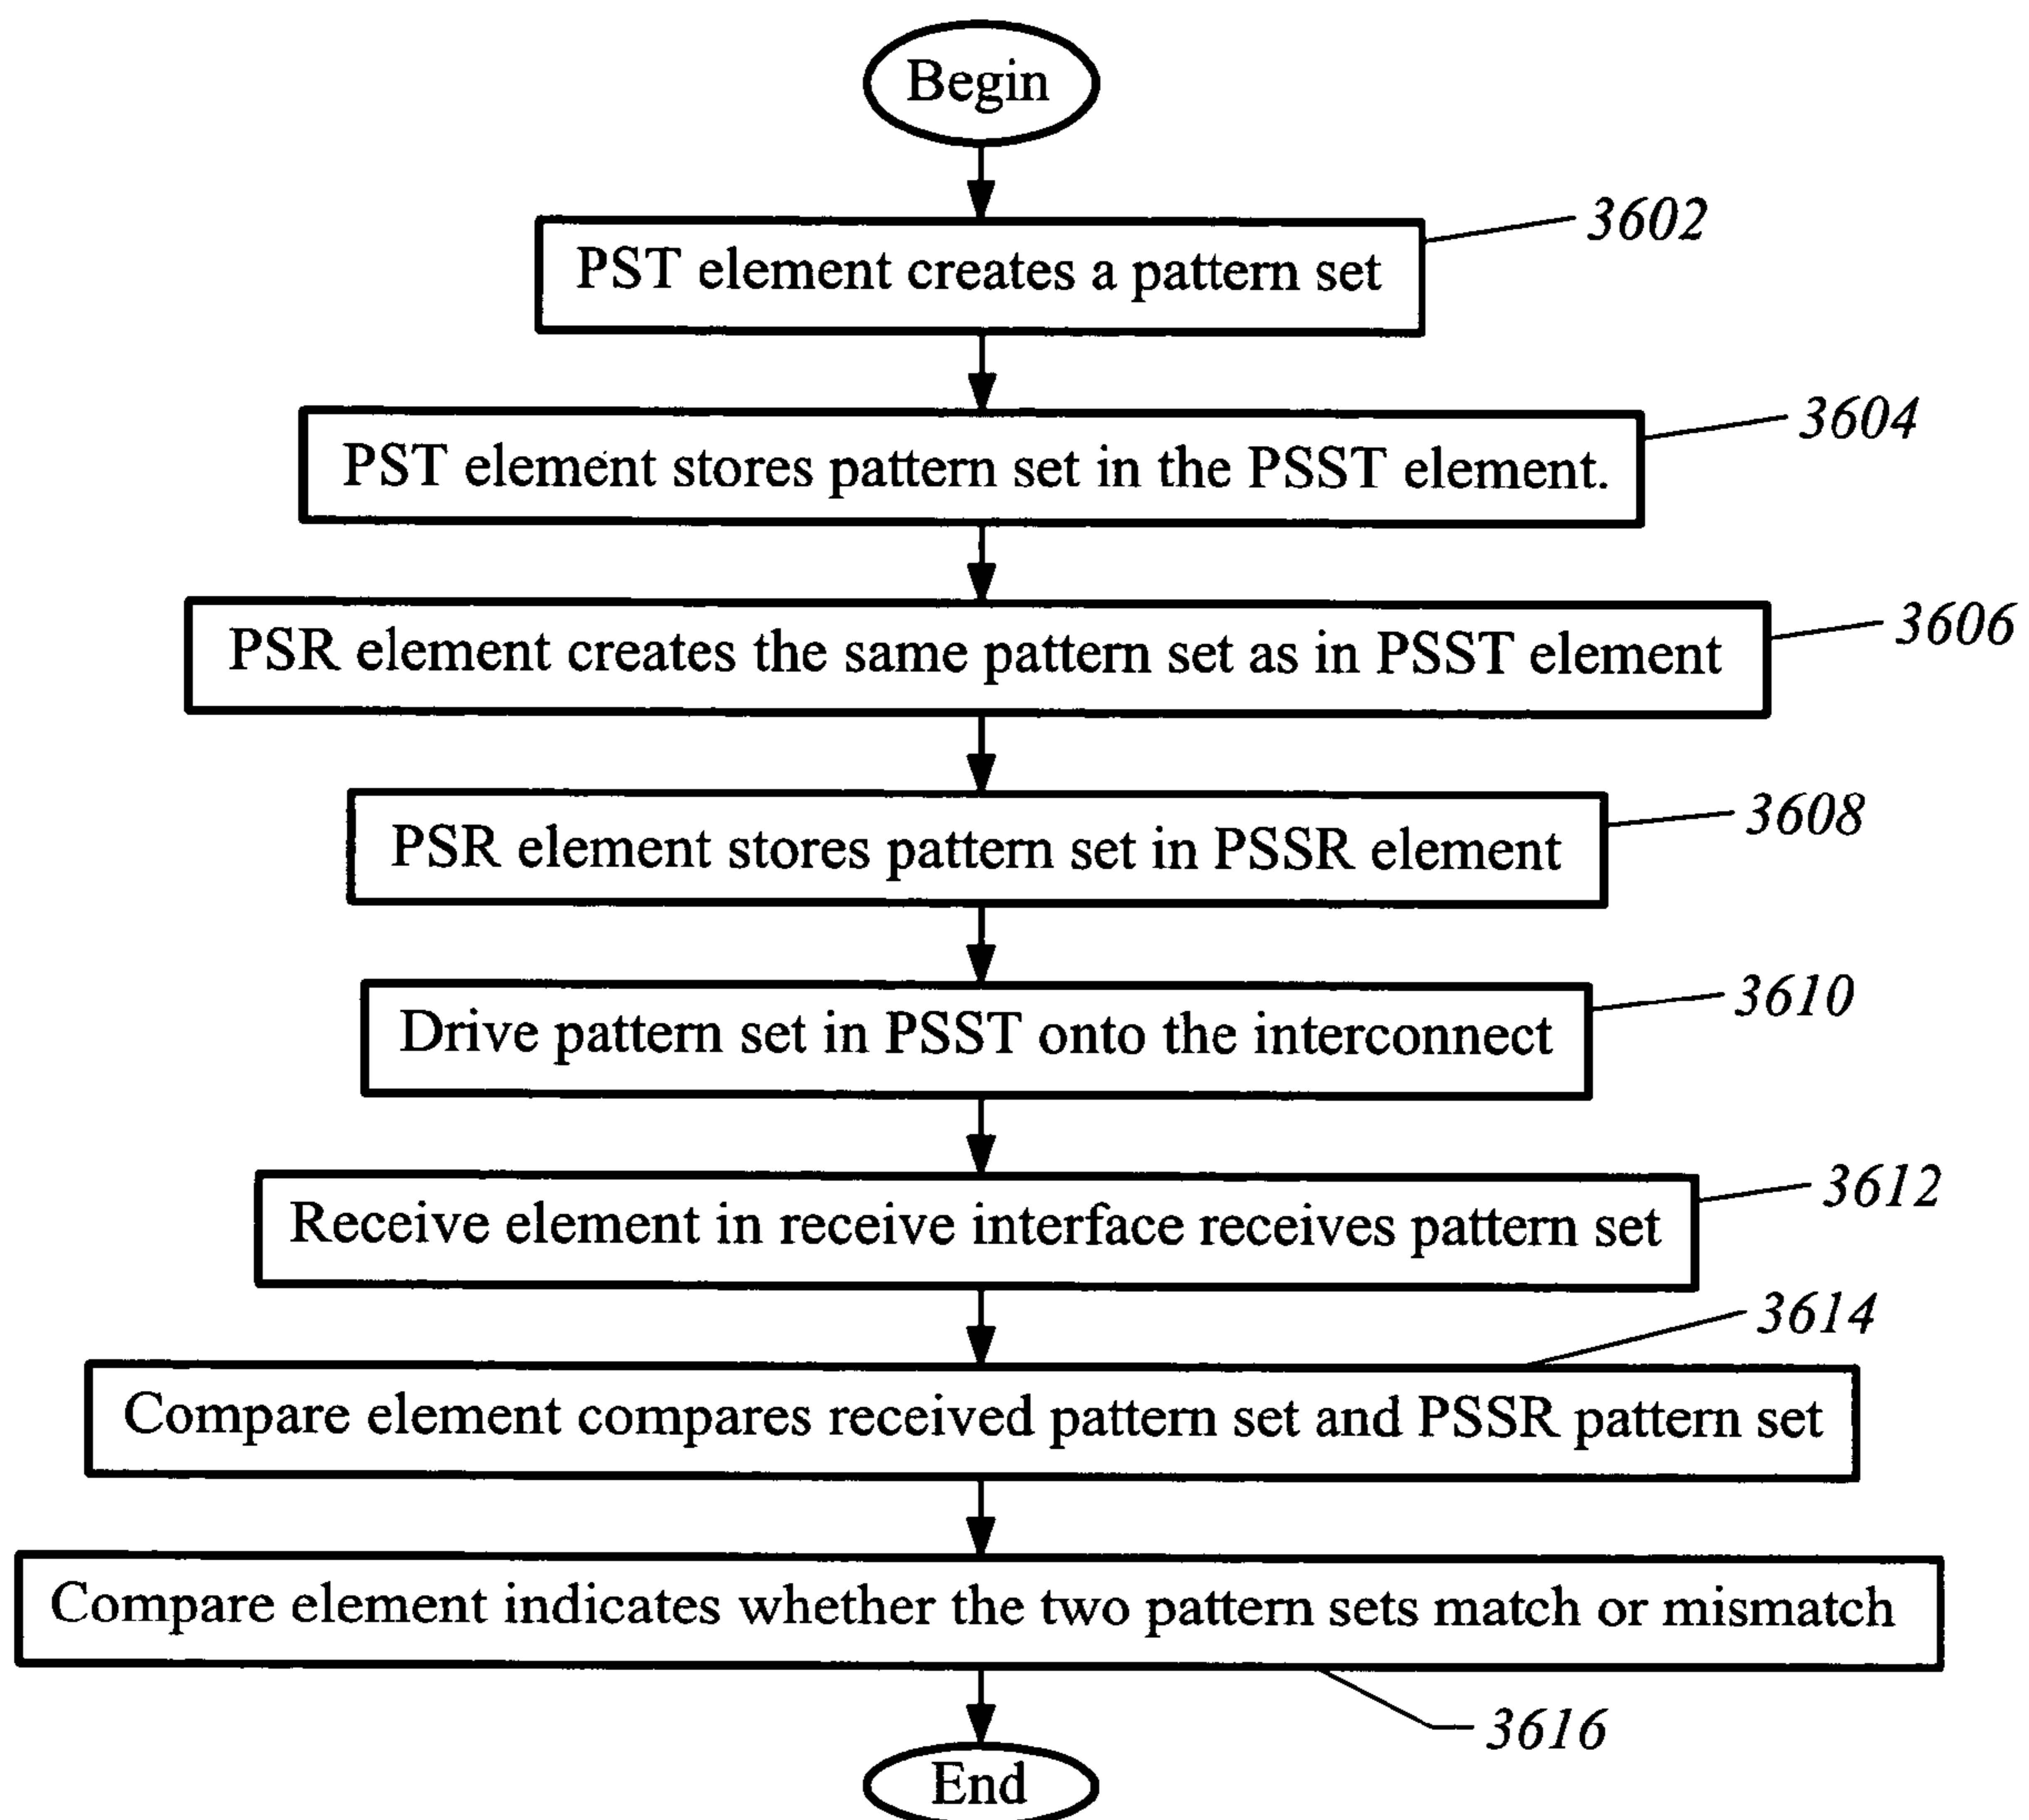 Begin
PST element creates a pattern set
3602
PST element stores pattern set in the PSST element.
3604
PSR element creates the same pattern set as in PSST element
3606
PSR element stores pattern set in PSSR element
3608
Drive pattern set in PSST onto the interconnect
3610
Receive element in receive interface receives pattern set
3612
3614
Compare element compares received pattern set and PSSR pattern set
Compare element indicates whether the two pattern sets match or mismatch
3616
End